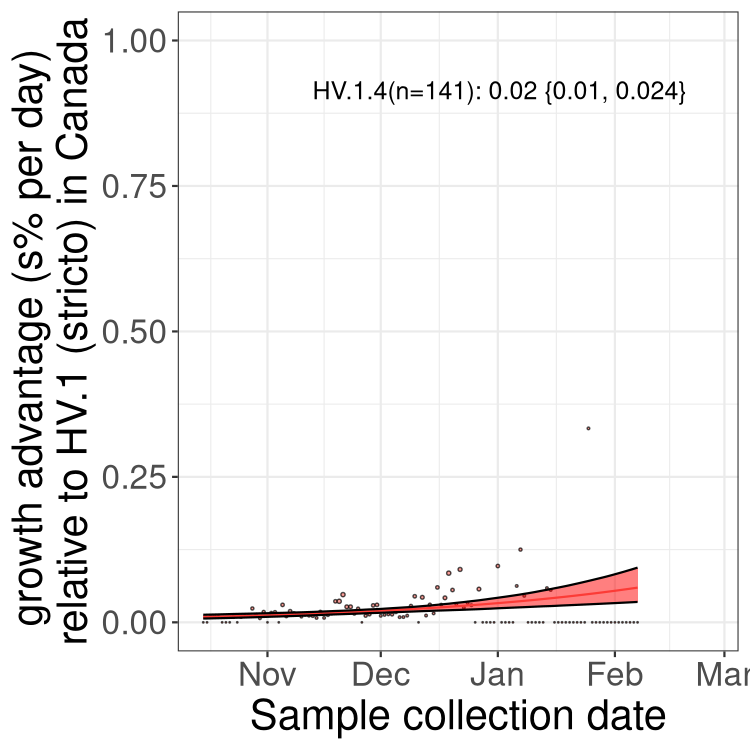 growth advantage (s% per day)
relative to HV.1 (stricto) in Canada
1.00
0.75
0.50
0.25
0.00
HV.1.4(n=141): 0.02 {0.01, 0.024}
Nov Dec Jan Feb Mar
Sample collection date